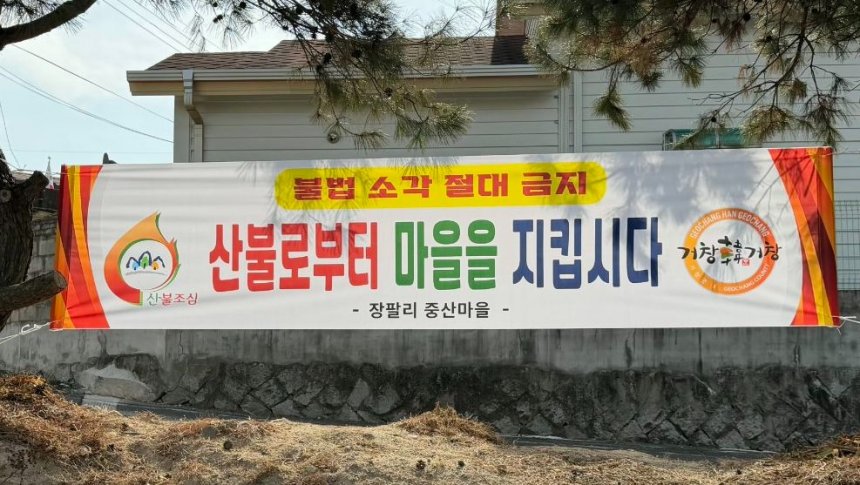 불법 소각 절대 금지
산불로부터 마을을 지킵시다
산불조심
GEOCHANG HAN GEOCHANG
거창韓거창
GEOCHANG COUNTY
- 장팔리 중산마을 -